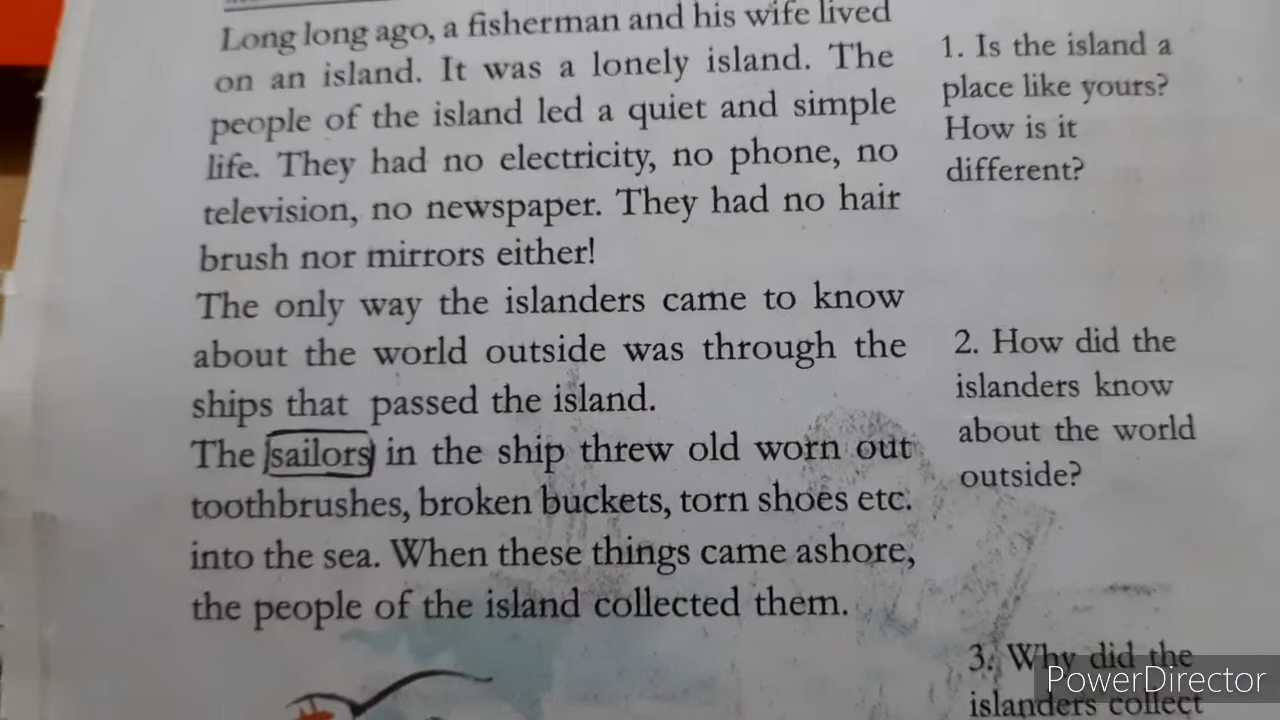 Long long ago, a fisherman and his wife lived
on an island. It was a lonely island. The
people of the island led a quiet and simple
life. They had no electricity, no phone, no
television, no newspaper. They had no hair
brush nor mirrors either!
The only way the islanders came to know
about the world outside was through the
ships that passed the island.
The sailors in the ship threw old worn out
toothbrushes, broken buckets, torn shoes etc.
into the sea. When these things came ashore,
the people of the island collected them.
1. Is the island a
place like yours?
How is it
different?
2. How did the
islanders know
about the world
outside?
3. Why did the
islanders collect
PowerDirector